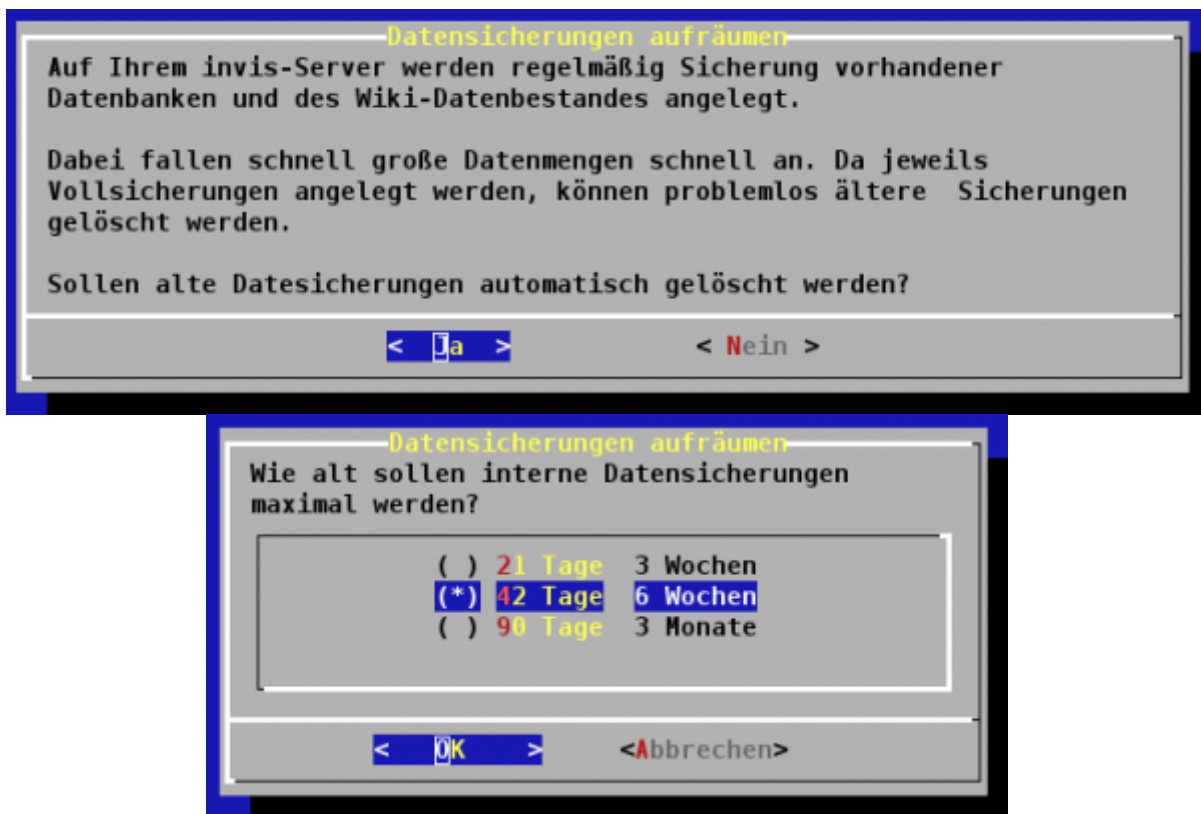 Datensicherungen aufräumen
Auf Ihrem invis-Server werden regelmäßig Sicherung vorhandener
Datenbanken und des Wiki-Datenbestandes angelegt.
Dabei fallen schnell große Datenmengen schnell an. Da jeweils
Vollsicherungen angelegt werden, können problemlos ältere  Sicherungen
gelöscht werden.
Sollen alte Datesicherungen automatisch gelöscht werden?
<  Ja  > < Nein >
Datensicherungen aufräumen
Wie alt sollen interne Datensicherungen
maximal werden?
( ) 21 Tage  3 Wochen
(*) 42 Tage  6 Wochen
( ) 90 Tage  3 Monate
<  OK  > <Abbrechen>